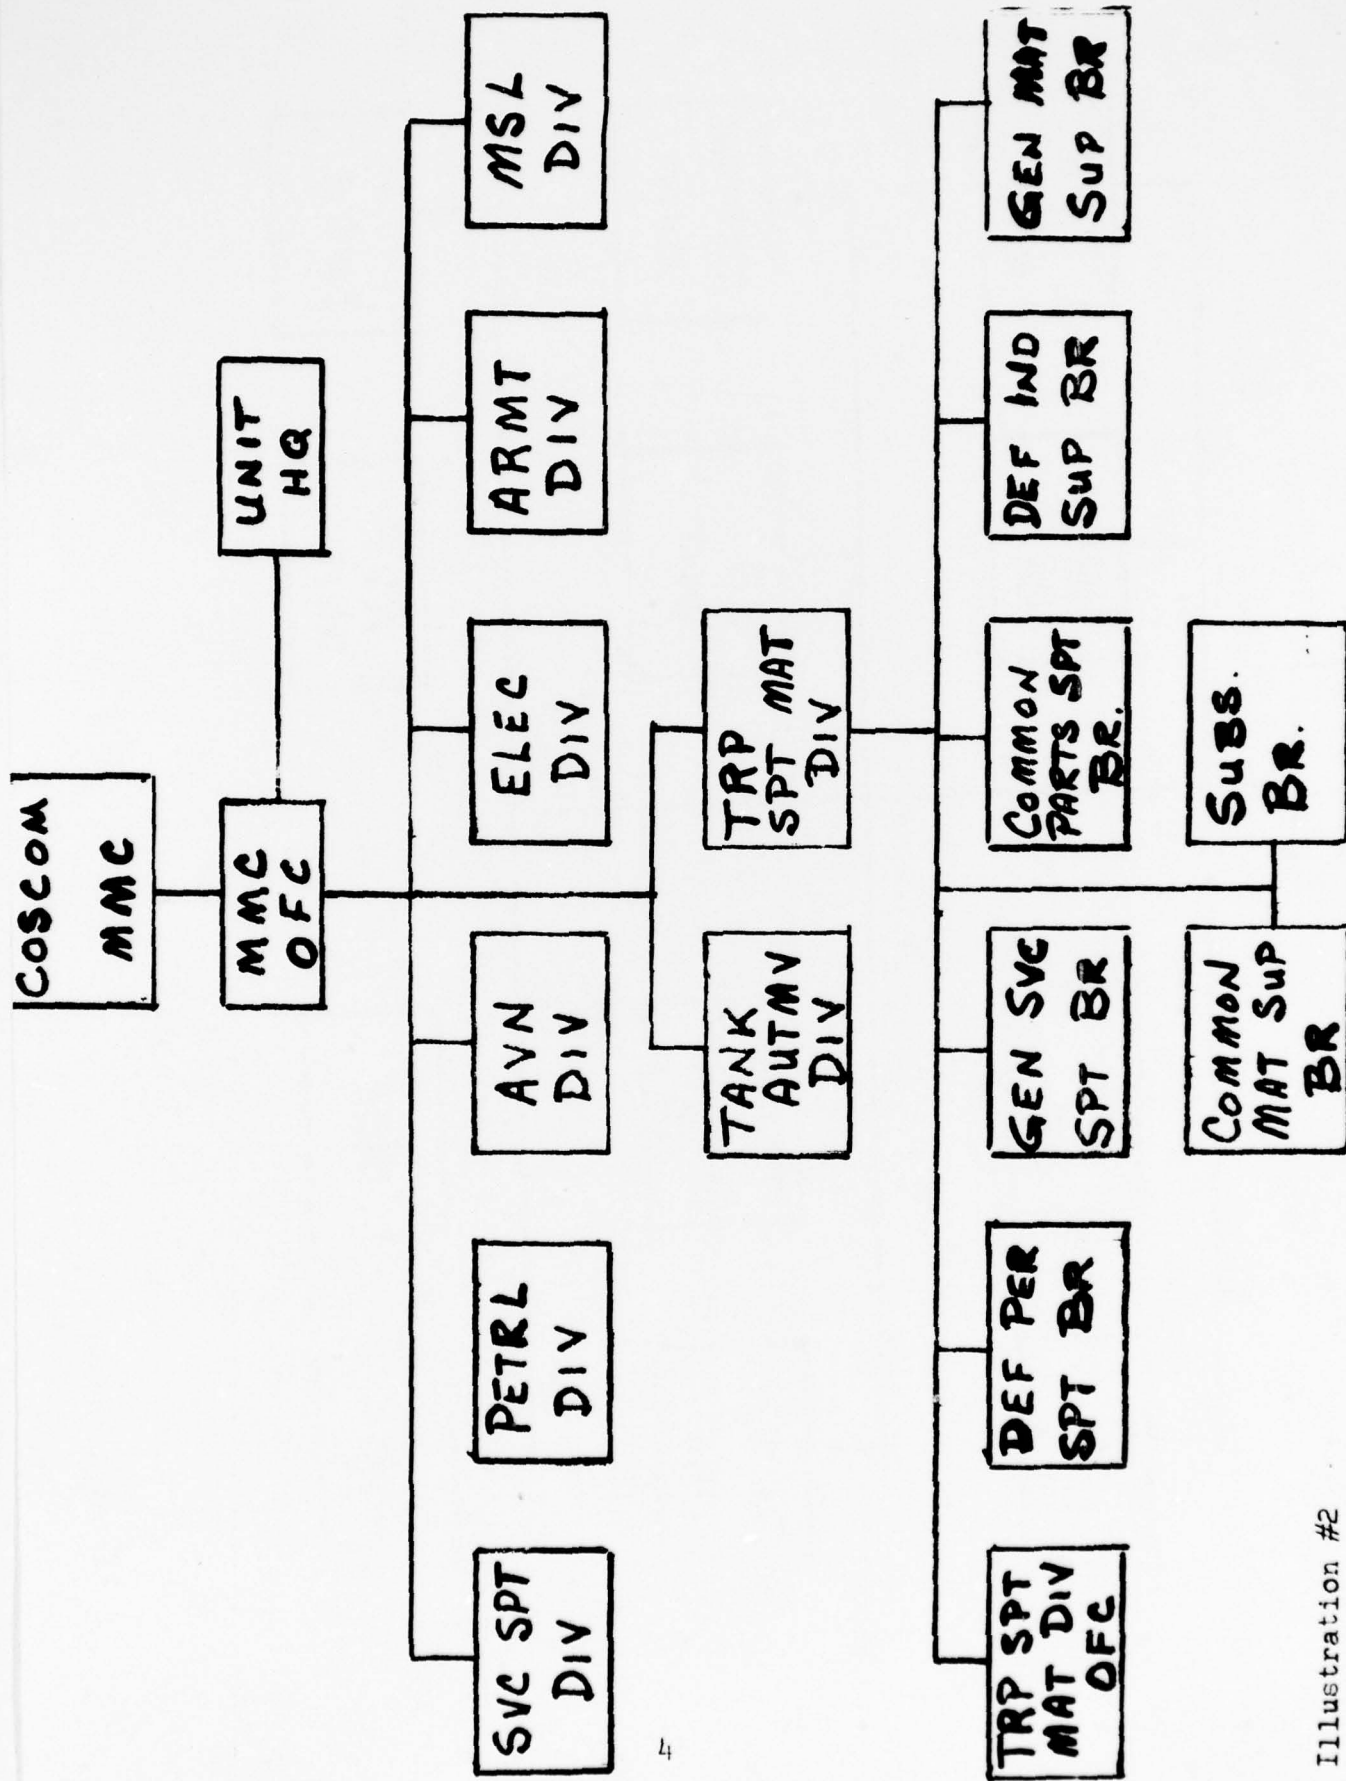 COSCOM
MMC
MMC
OFC
UNIT
HQ
SVC SPT
DIV
PETRL
DIV
AVN
DIV
ELEC
DIV
ARMT
DIV
MSL
DIV
TANK
AUTMV
DIV
TRP
SPT MAT
DIV
TRP SPT
MAT DIV
OFC
DEF PER
SPT BR
GEN SVC
SPT BR
COMMON
PARTS SPT
BR.
DEF IND
SUP BR
GEN MAT
SUP BR
COMMON
MAT SUP
BR
SUBS.
BR.
Illustration #2
4